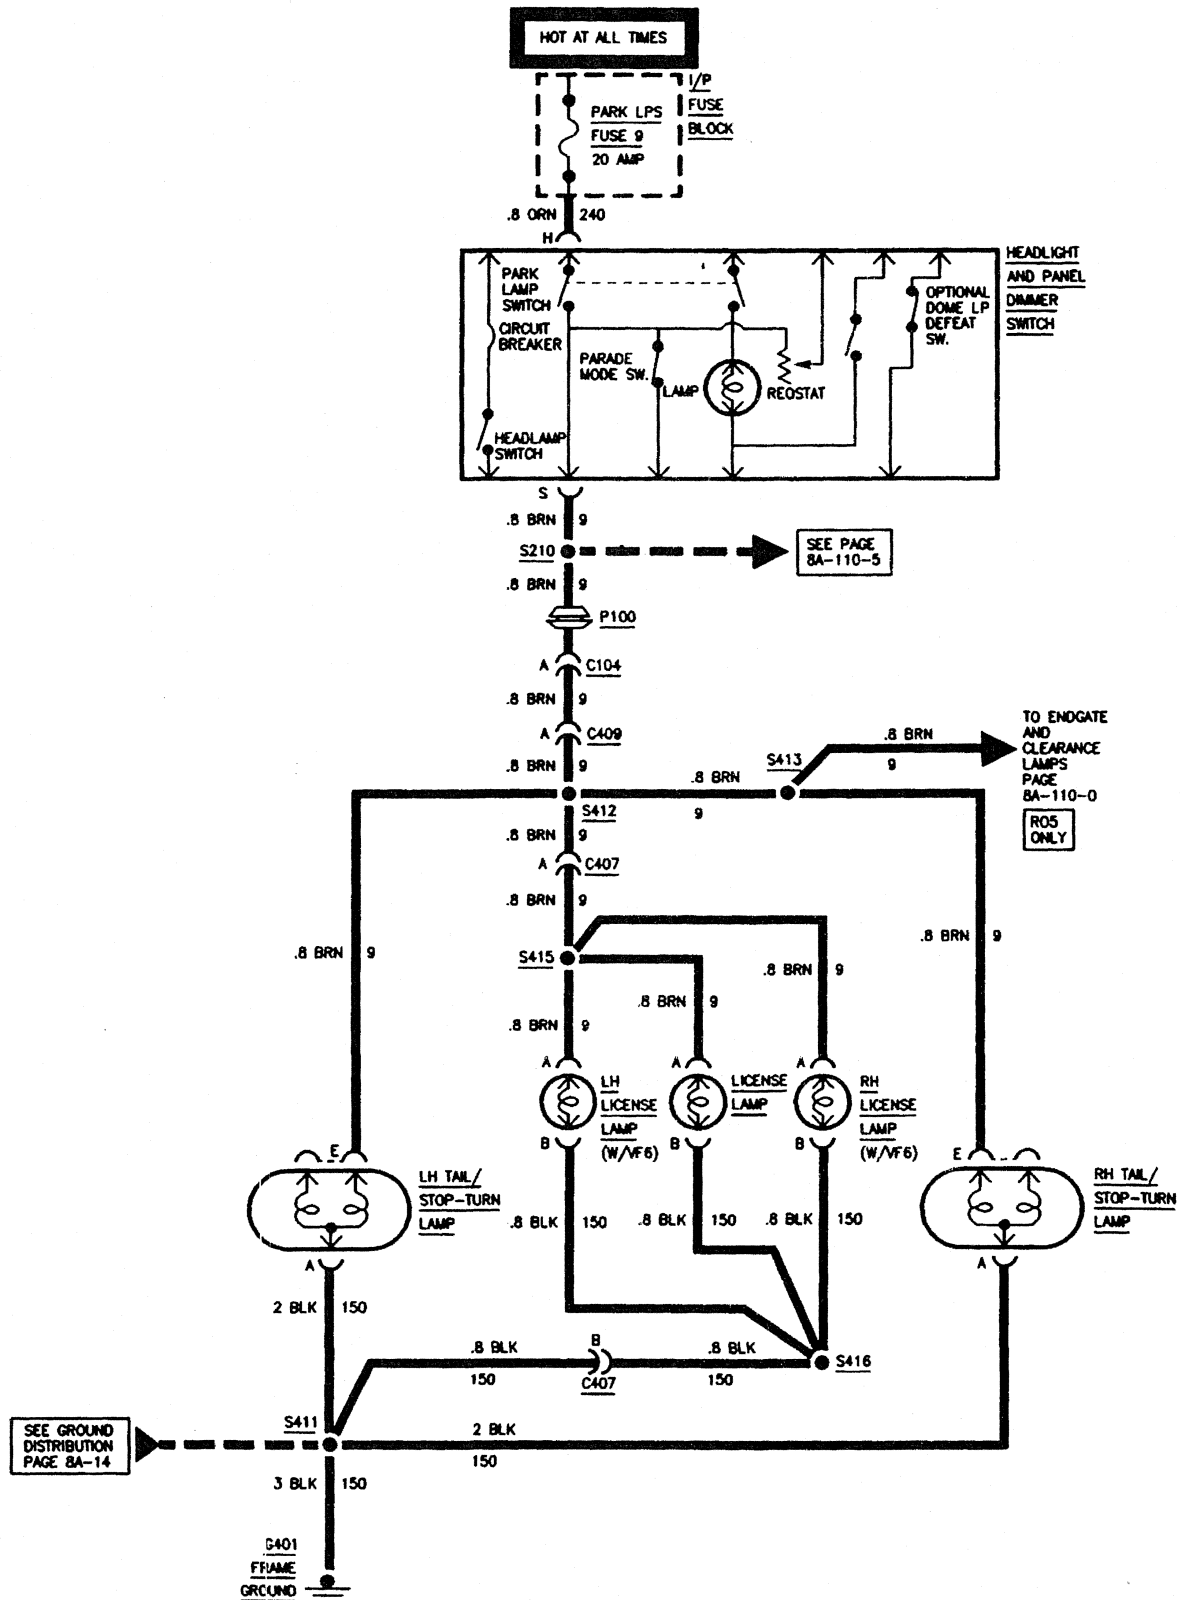 HOT AT ALL TIMES
I/P
FUSE
BLOCK
PARK LPS
FUSE 9
20 AMP
.8 ORN 240
H
HEADLIGHT
AND PANEL
DIMMER
SWITCH
PARK
LAMP
SWITCH
CIRCUIT
BREAKER
PARADE
MODE SW.
LAMP
REOSTAT
OPTIONAL
DOME LP
DEFEAT
SW.
HEADLAMP
SWITCH
S
.8 BRN 9
S210
SEE PAGE
8A-110-5
.8 BRN 9
P100
A C104
.8 BRN 9
A C409
.8 BRN 9
S412
.8 BRN
9
S413
.8 BRN
9
TO ENDGATE
AND
CLEARANCE
LAMPS
PAGE
8A-110-0
R05
ONLY
.8 BRN 9
A C407
.8 BRN 9
.8 BRN 9
.8 BRN 9
S415
.8 BRN 9
.8 BRN 9
.8 BRN 9
A
A
A
LH
LICENSE
LAMP
(W/VF6)
LICENSE
LAMP
RH
LICENSE
LAMP
(W/VF6)
B
B
B
E
LH TAIL/
STOP-TURN
LAMP
E
RH TAIL/
STOP-TURN
LAMP
.8 BLK 150
.8 BLK 150
.8 BLK 150
A
A
2 BLK 150
.8 BLK
150
B
C407
.8 BLK
150
S416
S411
SEE GROUND
DISTRIBUTION
PAGE 8A-14
2 BLK
150
3 BLK 150
G401
FRAME
GROUND